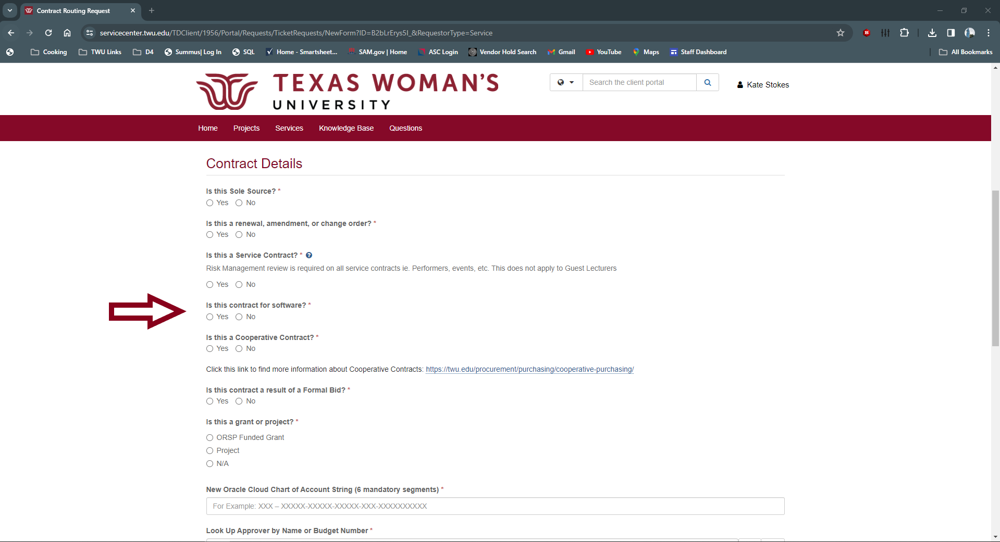 Contract Routing Request
servicecenter.twu.edu/TDClient/1956/Portal/Requests/TicketRequests/NewForm?ID=B2bLrErys5I_&RequestorType=Service
Cooking TWU Links D4 Summus| Log In SQL Home - Smartsheet... SAM.gov | Home ASC Login Vendor Hold Search Gmail YouTube Maps Staff Dashboard All Bookmarks
TEXAS WOMAN'S
UNIVERSITY
Search the client portal
Kate Stokes
Home Projects Services Knowledge Base Questions
Contract Details
Is this Sole Source? *
Yes No
Is this a renewal, amendment, or change order? *
Yes No
Is this a Service Contract? * ?
Risk Management review is required on all service contracts ie. Performers, events, etc. This does not apply to Guest Lecturers
Yes No
Is this contract for software? *
Yes No
Is this a Cooperative Contract? *
Yes No
Click this link to find more information about Cooperative Contracts: https://twu.edu/procurement/purchasing/cooperative-purchasing/
Is this contract a result of a Formal Bid? *
Yes No
Is this a grant or project? *
ORSP Funded Grant
Project
N/A
New Oracle Cloud Chart of Account String (6 mandatory segments) *
For Example: XXX – XXXXX-XXXXX-XXXXX-XXX-XXXXXXXXXX
Look Up Approver by Name or Budget Number *